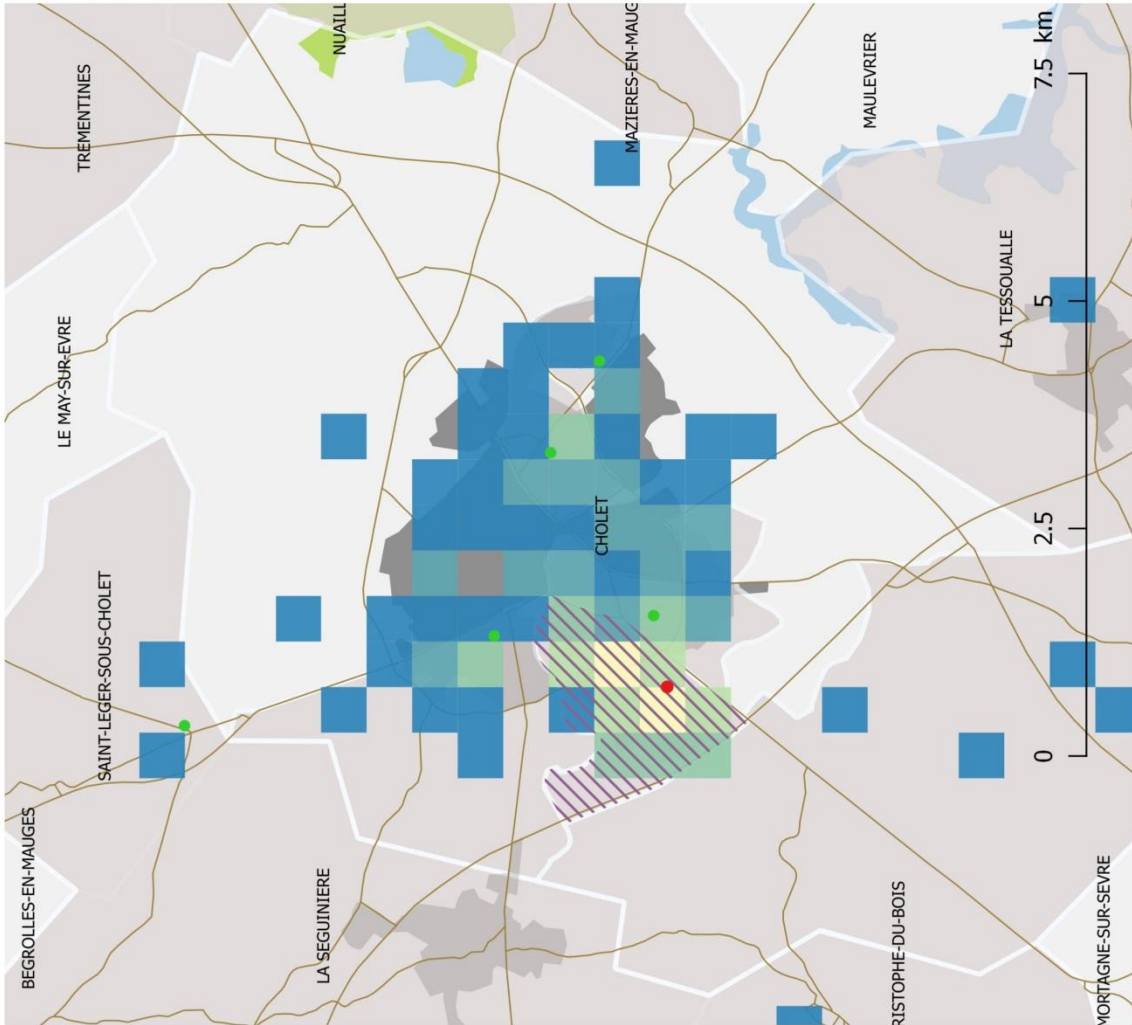 BEGROLLES-EN-MAUGES
SAINT-LEGER-SOUS-CHOLET
LE MAY-SUR-EVRE
TREMENTINES
LA SEGUINIERE
NUAILL
CHOLET
MAZIERES-EN-MAUG
MAULEVRIER
RISTOPHE-DU-BOIS
LA TESSOUALLE
MORTAGNE-SUR-SEVRE
0 2.5 5 7.5 km